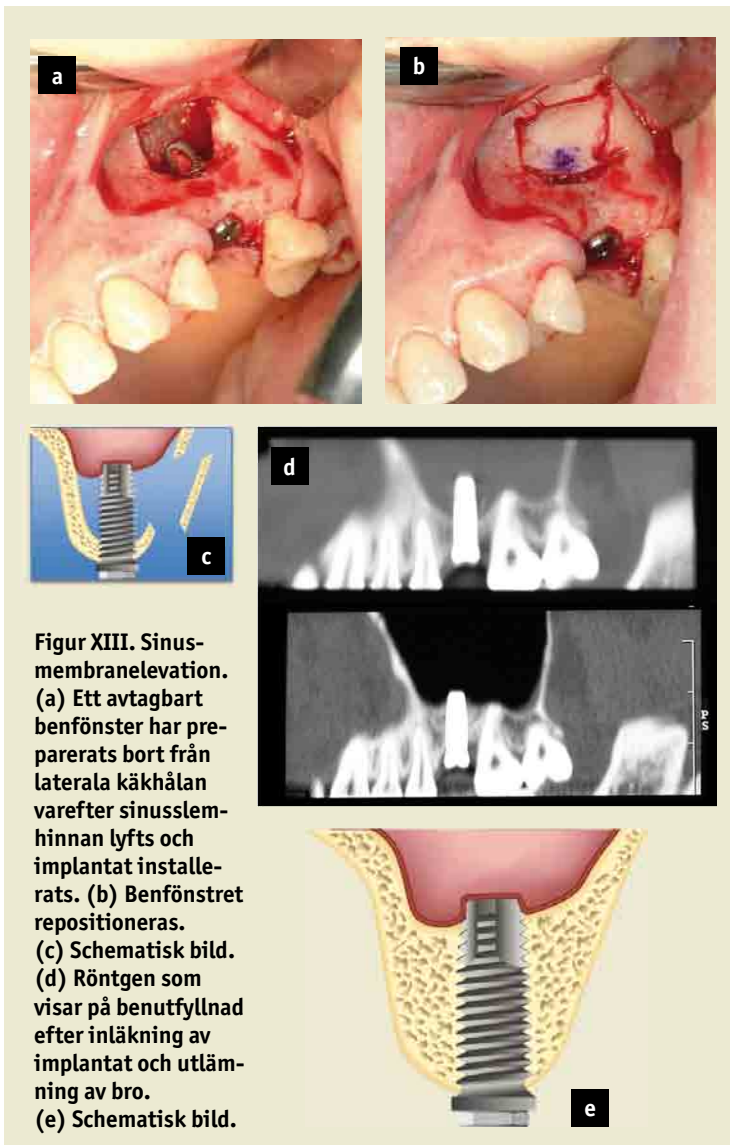 a
b
c
d
P
S
Figur XIII. Sinus-
membranelevation.
(a) Ett avtagbart
benfönster har pre-
parerats bort från
laterala käkhålan
varefter sinusslem-
hinnan lyfts och
implantat installe-
rats. (b) Benfönstret
repositioneras.
(c) Schematisk bild.
(d) Röntgen som
visar på benutfyllnad
efter inläkning av
implantat och utläm-
ning av bro.
(e) Schematisk bild.
e